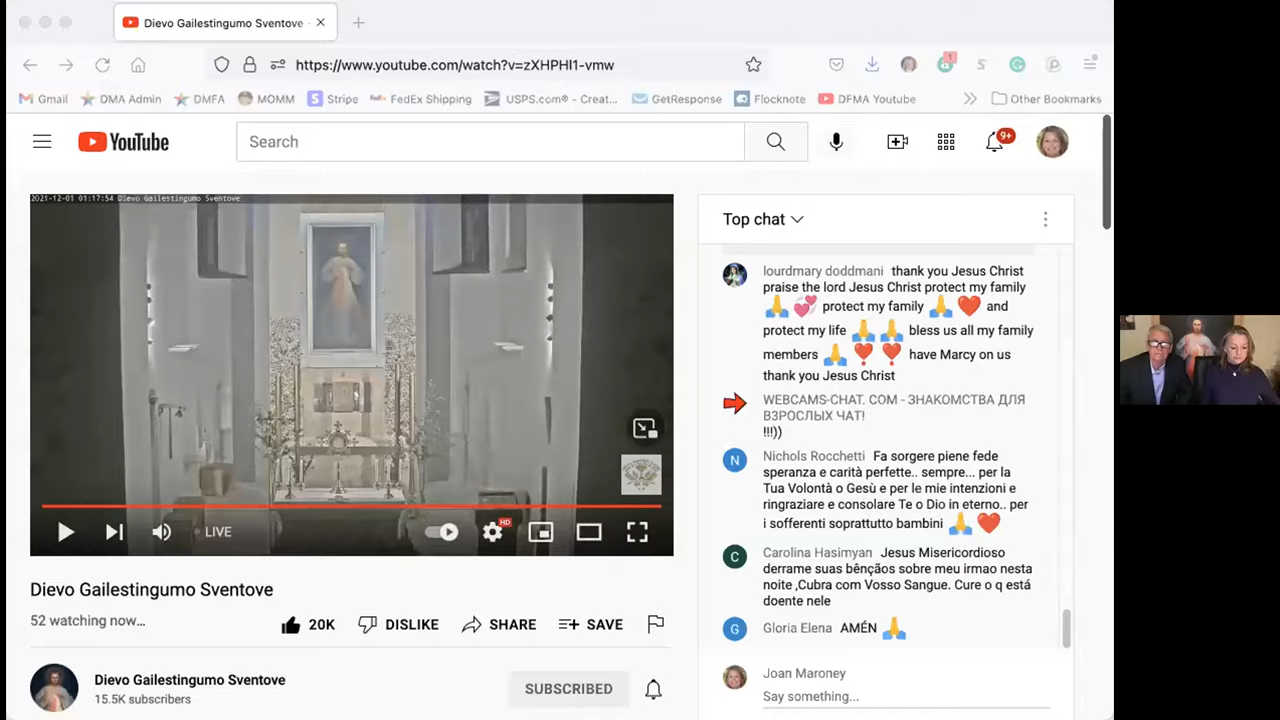 Dievo Gailestingumo Sventove
https://www.youtube.com/watch?v=zXHPHI1-vmw
1
Gmail
DMA Admin
DMFA
MOMM
Stripe
FedEx Shipping
USPS.com® - Creat...
GetResponse
Flocknote
DFMA Youtube
Other Bookmarks
YouTube
Search
9+
2021-12-01 01:17:54 Dievo Gailestingumo Sventove
LIVE
HD
Dievo Gailestingumo Sventove
52 watching now...
20K
DISLIKE
SHARE
SAVE
Dievo Gailestingumo Sventove
15.5K subscribers
SUBSCRIBED
Top chat
lourdmary doddmani thank you Jesus Christ
praise the lord Jesus Christ protect my family
🙏 💞 protect my family 🙏 ❤️ and
protect my life 🙏 🙏 bless us all my family
members 🙏 ❣️ ❣️ have Marcy on us
thank you Jesus Christ
WEBCAMS-CHAT. COM - ЗНАКОМСТВА ДЛЯ
ВЗРОСЛЫХ ЧАТ!
!!!))
N
Nichols Rocchetti Fa sorgere piene fede
speranza e carità perfette.. sempre... per la
Tua Volontà o Gesù e per le mie intenzioni e
ringraziare e consolare Te o Dio in eterno.. per
i sofferenti soprattutto bambini 🙏 ❤️
C
Carolina Hasimyan Jesus Misericordioso
derrame suas bênçãos sobre meu irmao nesta
noite ,Cubra com Vosso Sangue. Cure o q está
doente nele
G
Gloria Elena AMÉN 🙏
Joan Maroney
Say something...